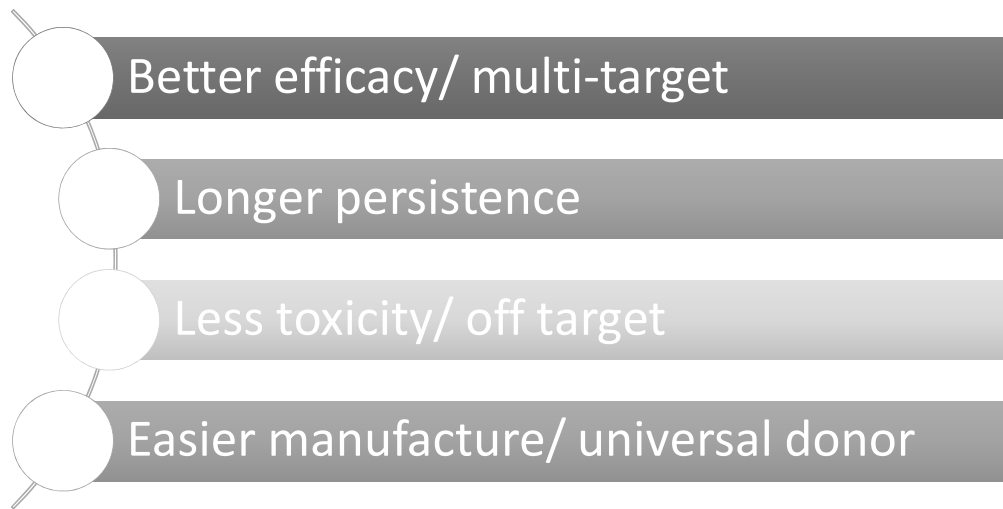 Better efficacy/ multi-target
Longer persistence
Less toxicity/ off target
Easier manufacture/ universal donor